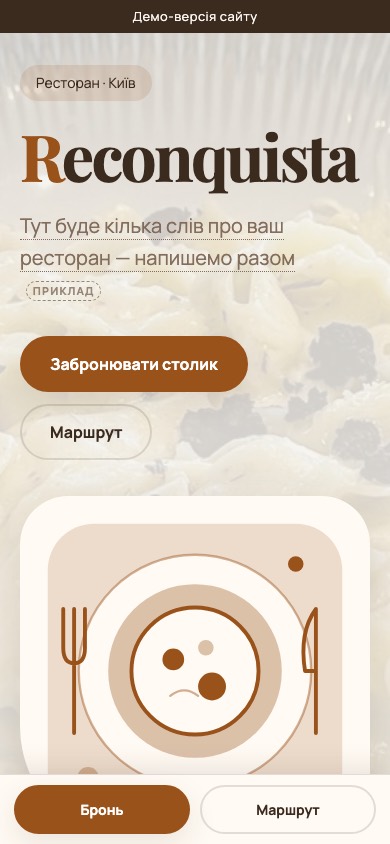 Демо-версія сайту
Ресторан · Київ
Reconquista
Тут буде кілька слів про ваш
ресторан — напишемо разом
ПРИКЛАД
Забронювати столик
Маршрут
Бронь
Маршрут